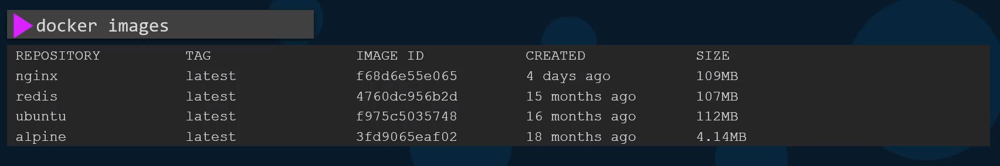 docker images
REPOSITORY TAG IMAGE ID CREATED SIZE
nginx latest f68d6e55e065 4 days ago 109MB
redis latest 4760dc956b2d 15 months ago 107MB
ubuntu latest f975c5035748 16 months ago 112MB
alpine latest 3fd9065eaf02 18 months ago 4.14MB